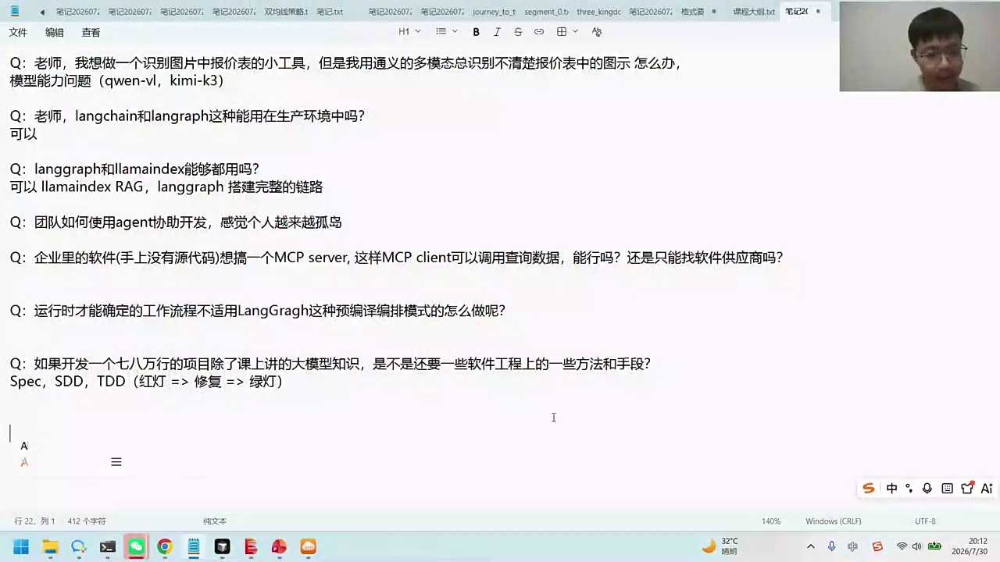 笔记2026072 笔记2026072 笔记2026072 笔记2026072 双均线策略.t 笔记.txt 笔记2026072 笔记2026072 journey_to_t segment_0.tx three_kingdc 笔记2026072 格式要 课程大纲.txt 笔记20
文件 编辑 查看 H1 B I S
Q：老师，我想做一个识别图片中报价表的小工具，但是我用通义的多模态总识别不清楚报价表中的图示 怎么办，
模型能力问题（qwen-vl，kimi-k3）
Q：老师，langchain和langraph这种能用在生产环境中吗？
可以
Q：langgraph和llamaindex能够都用吗？
可以 llamaindex RAG，langgraph 搭建完整的链路
Q：团队如何使用agent协助开发，感觉个人越来越孤岛
Q：企业里的软件(手上没有源代码)想搞一个MCP server, 这样MCP client可以调用查询数据，能行吗？还是只能找软件供应商吗？
Q：运行时才能确定的工作流程不适用LangGragh这种预编译编排模式的怎么做呢？
Q：如果开发一个七八万行的项目除了课上讲的大模型知识，是不是还要一些软件工程上的一些方法和手段？
Spec，SDD，TDD（红灯 => 修复 => 绿灯）
A
A
中 Ai
行 22，列 1 412 个字符 纯文本 140% Windows (CRLF) UTF-8
32°C 20:12
晴朗 2026/7/30